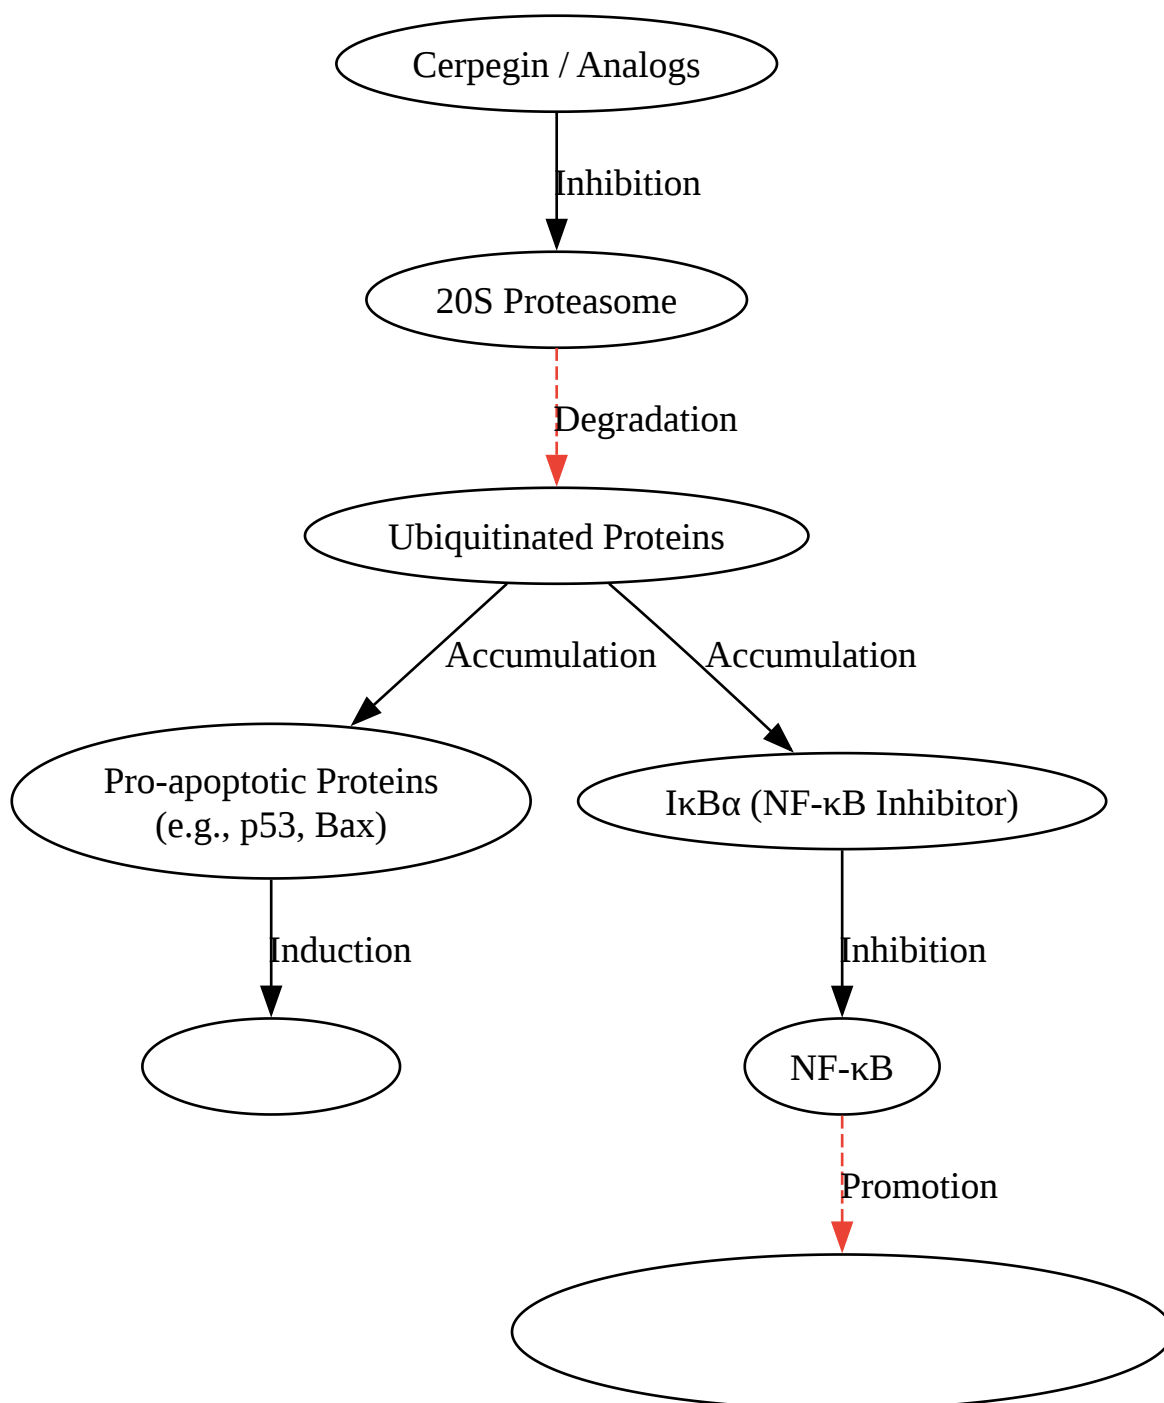 Cerpegin / Analogs
Inhibition
20S Proteasome
Degradation
Ubiquitinated Proteins
Accumulation
Accumulation
Pro-apoptotic Proteins
(e.g., p53, Bax)
IκBα (NF-κB Inhibitor)
Induction
Inhibition
NF-κB
Promotion